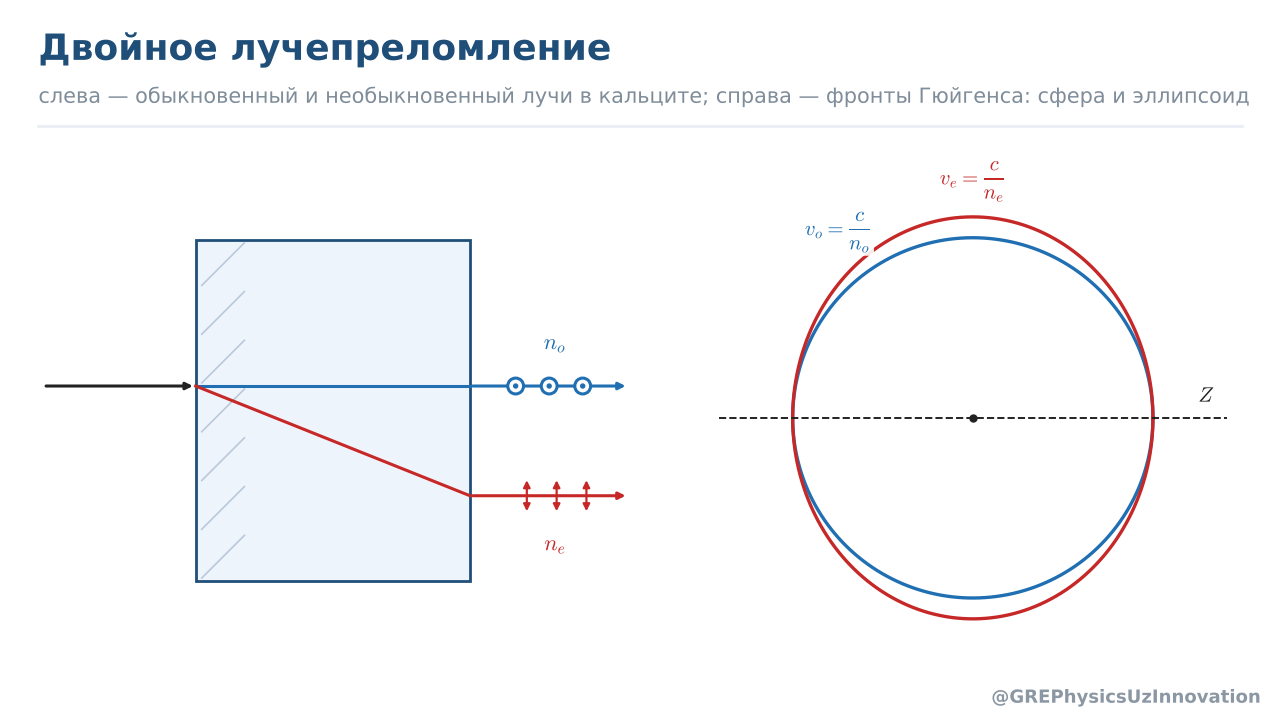 Двойное лучепреломление
слева — обыкновенный и необыкновенный лучи в кальците; справа — фронты Гюйгенса: сфера и эллипсоид
v_e = c/n_e
v_o = c/n_o
n_o
Z
n_e
@GREPhysicsUzInnovation